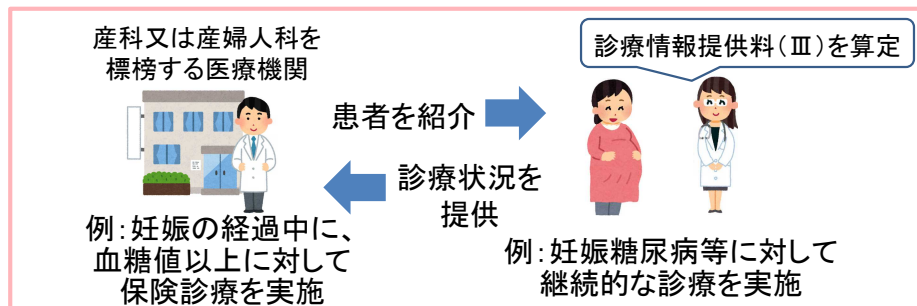 産科又は産婦人科を
標榜する医療機関
診療情報提供料(Ⅲ)を算定
患者を紹介
診療状況を
提供
例:妊娠の経過中に、
血糖値以上に対して
保険診療を実施
例:妊娠糖尿病等に対して
継続的な診療を実施